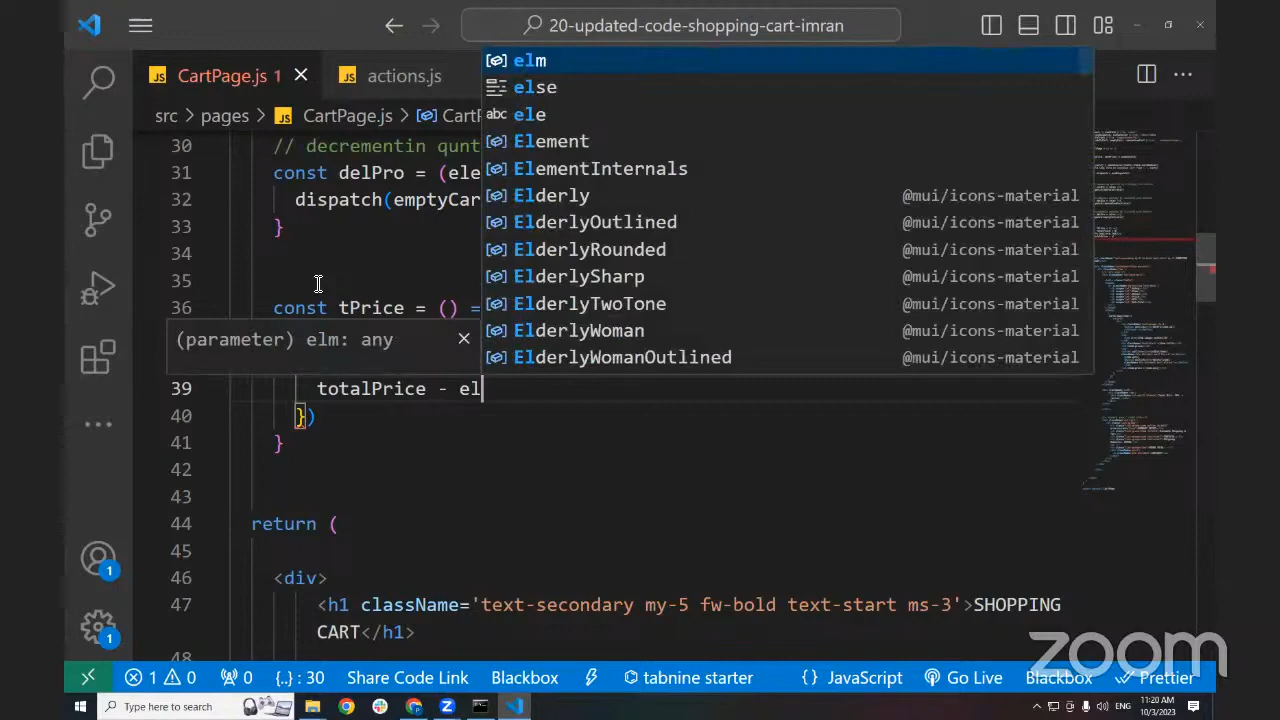 20-updated-code-shopping-cart-imran
CartPage.js 1
actions.js
src > pages > CartPage.js > CartP
30 // decrementin qunt
31 const delPro = (ele
32 dispatch(emptyCar
33 }
34
35
36 const tPrice = () =
(parameter) elm: any
39 totalPrice - el
40 })
41 }
42
43
44 return (
45
46 <div>
47 <h1 className='text-secondary my-5 fw-bold text-start ms-3'>SHOPPING
CART</h1>
48
elm
else
abc ele
Element
ElementInternals
Elderly @mui/icons-material
ElderlyOutlined @mui/icons-material
ElderlyRounded @mui/icons-material
ElderlySharp @mui/icons-material
ElderlyTwoTone @mui/icons-material
ElderlyWoman @mui/icons-material
ElderlyWomanOutlined @mui/icons-material
1
1
zoom
1 0 0 {..} : 30 Share Code Link Blackbox tabnine starter { } JavaScript Go Live Blackbox Prettier
Type here to search
11:20 AM
10/3/2023